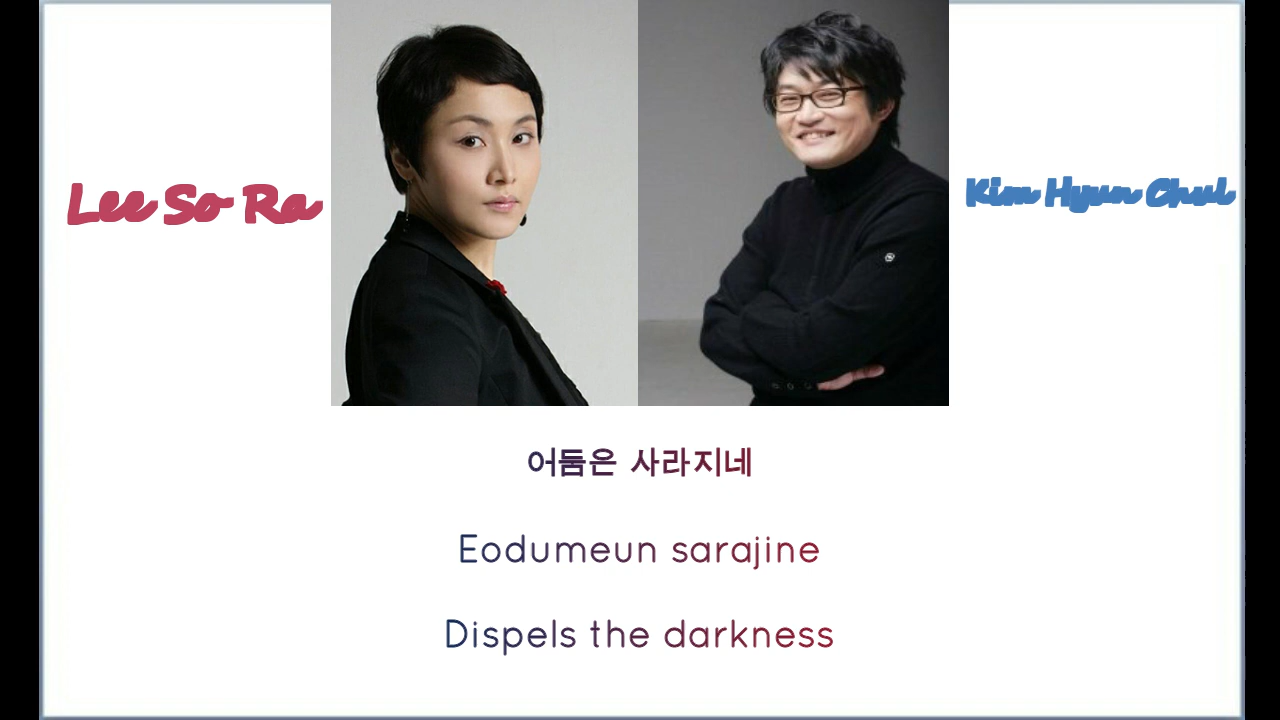 Lee So Ra
Kim Hyun Chul
어둠은 사라지네
Eodumeun sarajine
Dispels the darkness